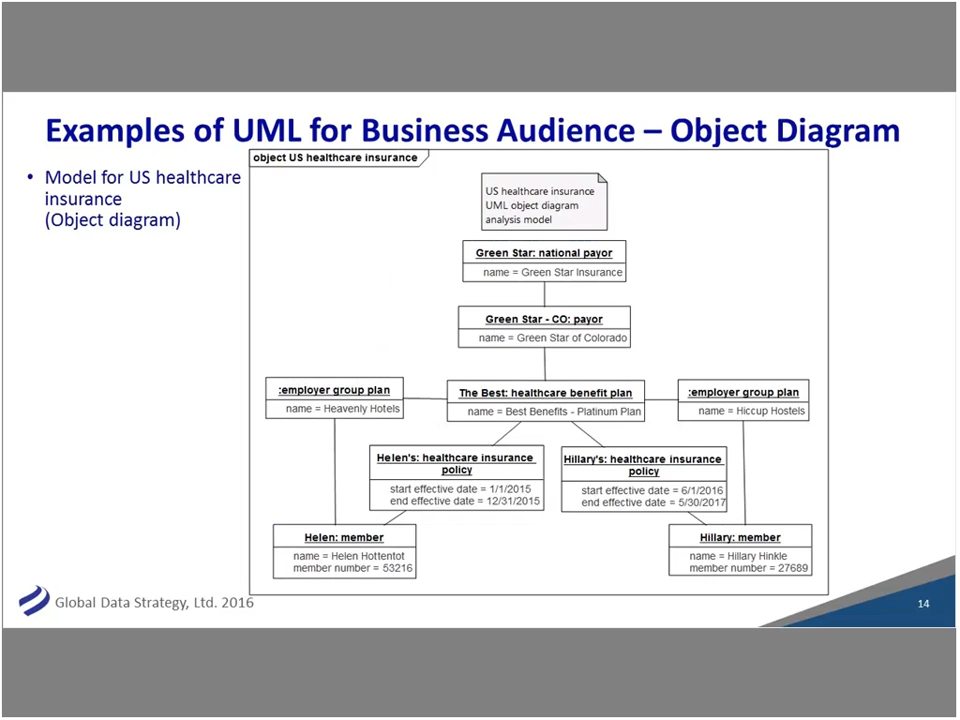 Examples of UML for Business Audience – Object Diagram
• Model for US healthcare
insurance
(Object diagram)
object US healthcare insurance
US healthcare insurance
UML object diagram
analysis model
Green Star: national payor
name = Green Star Insurance
Green Star - CO: payor
name = Green Star of Colorado
:employer group plan
name = Heavenly Hotels
The Best: healthcare benefit plan
name = Best Benefits - Platinum Plan
:employer group plan
name = Hiccup Hostels
Helen's: healthcare insurance
policy
start effective date = 1/1/2015
end effective date = 12/31/2015
Hillary's: healthcare insurance
policy
start effective date = 6/1/2016
end effective date = 5/30/2017
Helen: member
name = Helen Hottentot
member number = 53216
Hillary: member
name = Hillary Hinkle
member number = 27689
Global Data Strategy, Ltd. 2016
14